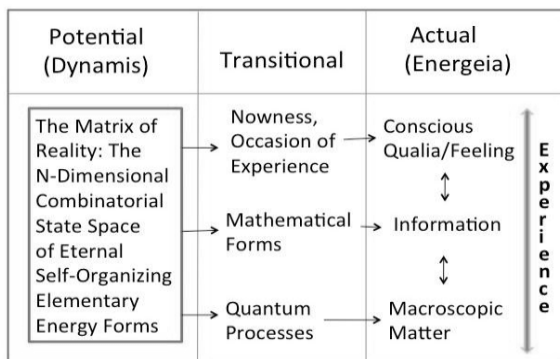 Potential
(Dynamis)
Transitional
Actual
(Energeia)
The Matrix of
Reality: The
N-Dimensional
Combinatorial
State Space
of Eternal
Self-Organizing
Elementary
Energy Forms
Nowness,
Occasion of
Experience
Mathematical
Forms
Quantum
Processes
Conscious
Qualia/Feeling
Information
Macroscopic
Matter
Experience